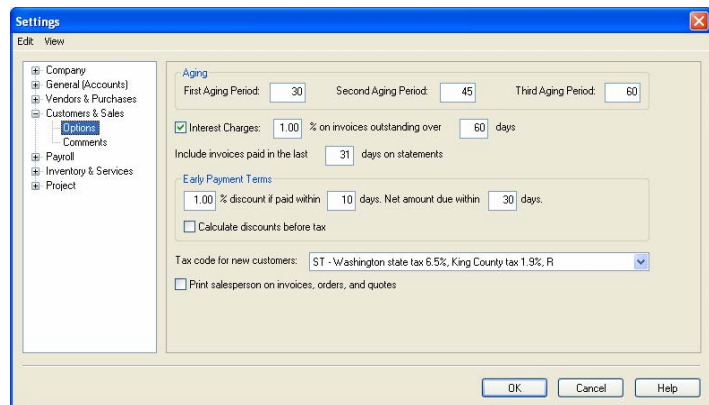 Settings
Edit View
Company
General (Accounts)
Vendors & Purchases
Customers & Sales
Options
Comments
Payroll
Inventory & Services
Project
Aging
First Aging Period: 30 Second Aging Period: 45 Third Aging Period: 60
Interest Charges: 1.00 % on invoices outstanding over 60 days
Include invoices paid in the last 31 days on statements
Early Payment Terms
1.00 % discount if paid within 10 days. Net amount due within 30 days.
Calculate discounts before tax
Tax code for new customers: ST - Washington state tax 6.5%, King County tax 1.9%, R
Print salesperson on invoices, orders, and quotes
OK Cancel Help